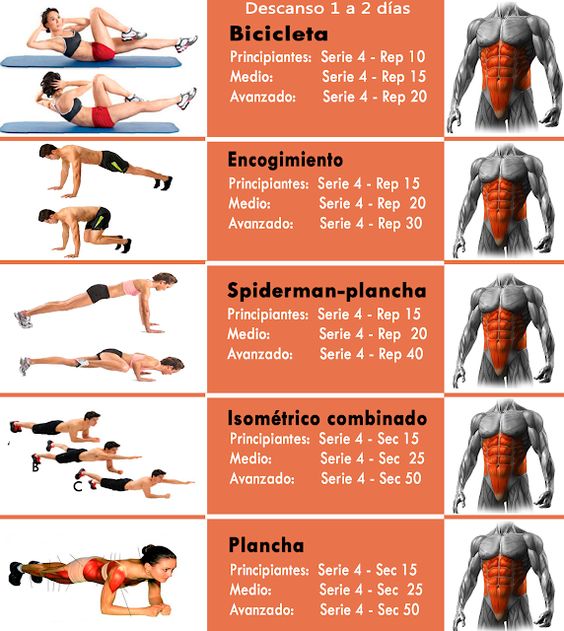 Descanso 1 a 2 días
Bicicleta
Principiantes: Serie 4 - Rep 10
Medio: Serie 4 - Rep 15
Avanzado: Serie 4 - Rep 20
Encogimiento
Principiantes: Serie 4 - Rep 15
Medio: Serie 4 - Rep 20
Avanzado: Serie 4 - Rep 30
Spiderman-plancha
Principiantes: Serie 4 - Rep 15
Medio: Serie 4 - Rep 20
Avanzado: Serie 4 - Rep 40
Isométrico combinado
Principiantes: Serie 4 - Sec 15
Medio: Serie 4 - Sec 25
Avanzado: Serie 4 - Sec 50
B
C
Plancha
Principiantes: Serie 4 - Sec 15
Medio: Serie 4 - Sec 25
Avanzado: Serie 4 - Sec 50